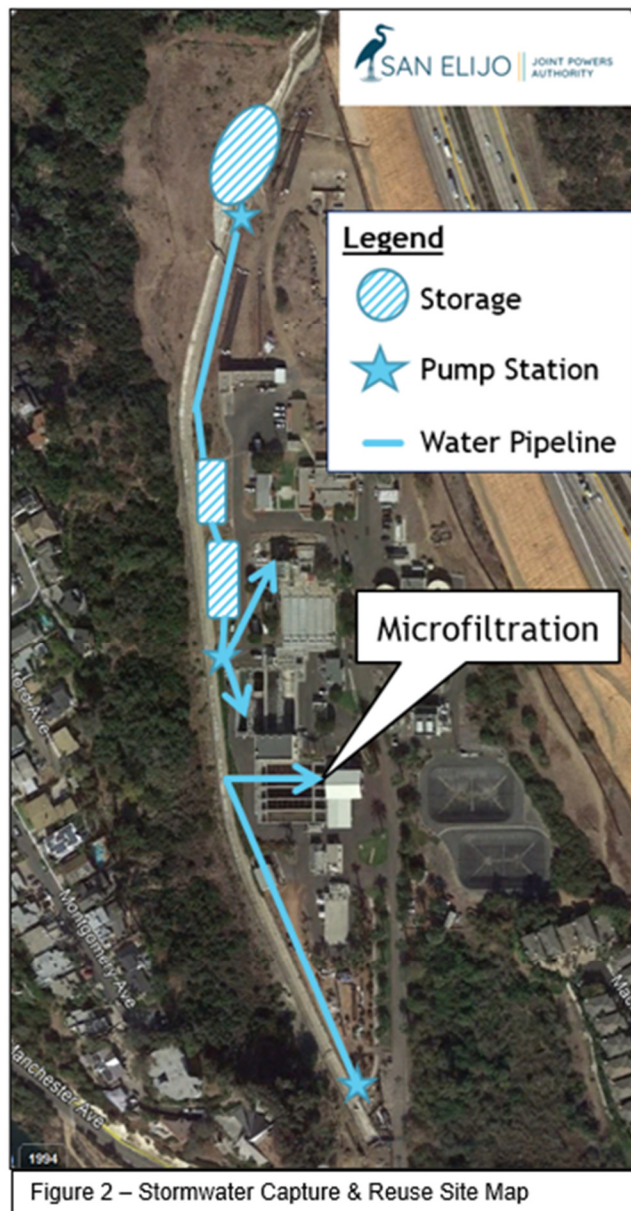 SAN ELIJO
JOINT POWERS
AUTHORITY
Legend
Storage
Pump Station
Water Pipeline
Microfiltration
Montgomery Ave
Manchester Ave
1994
Figure 2 – Stormwater Capture & Reuse Site Map